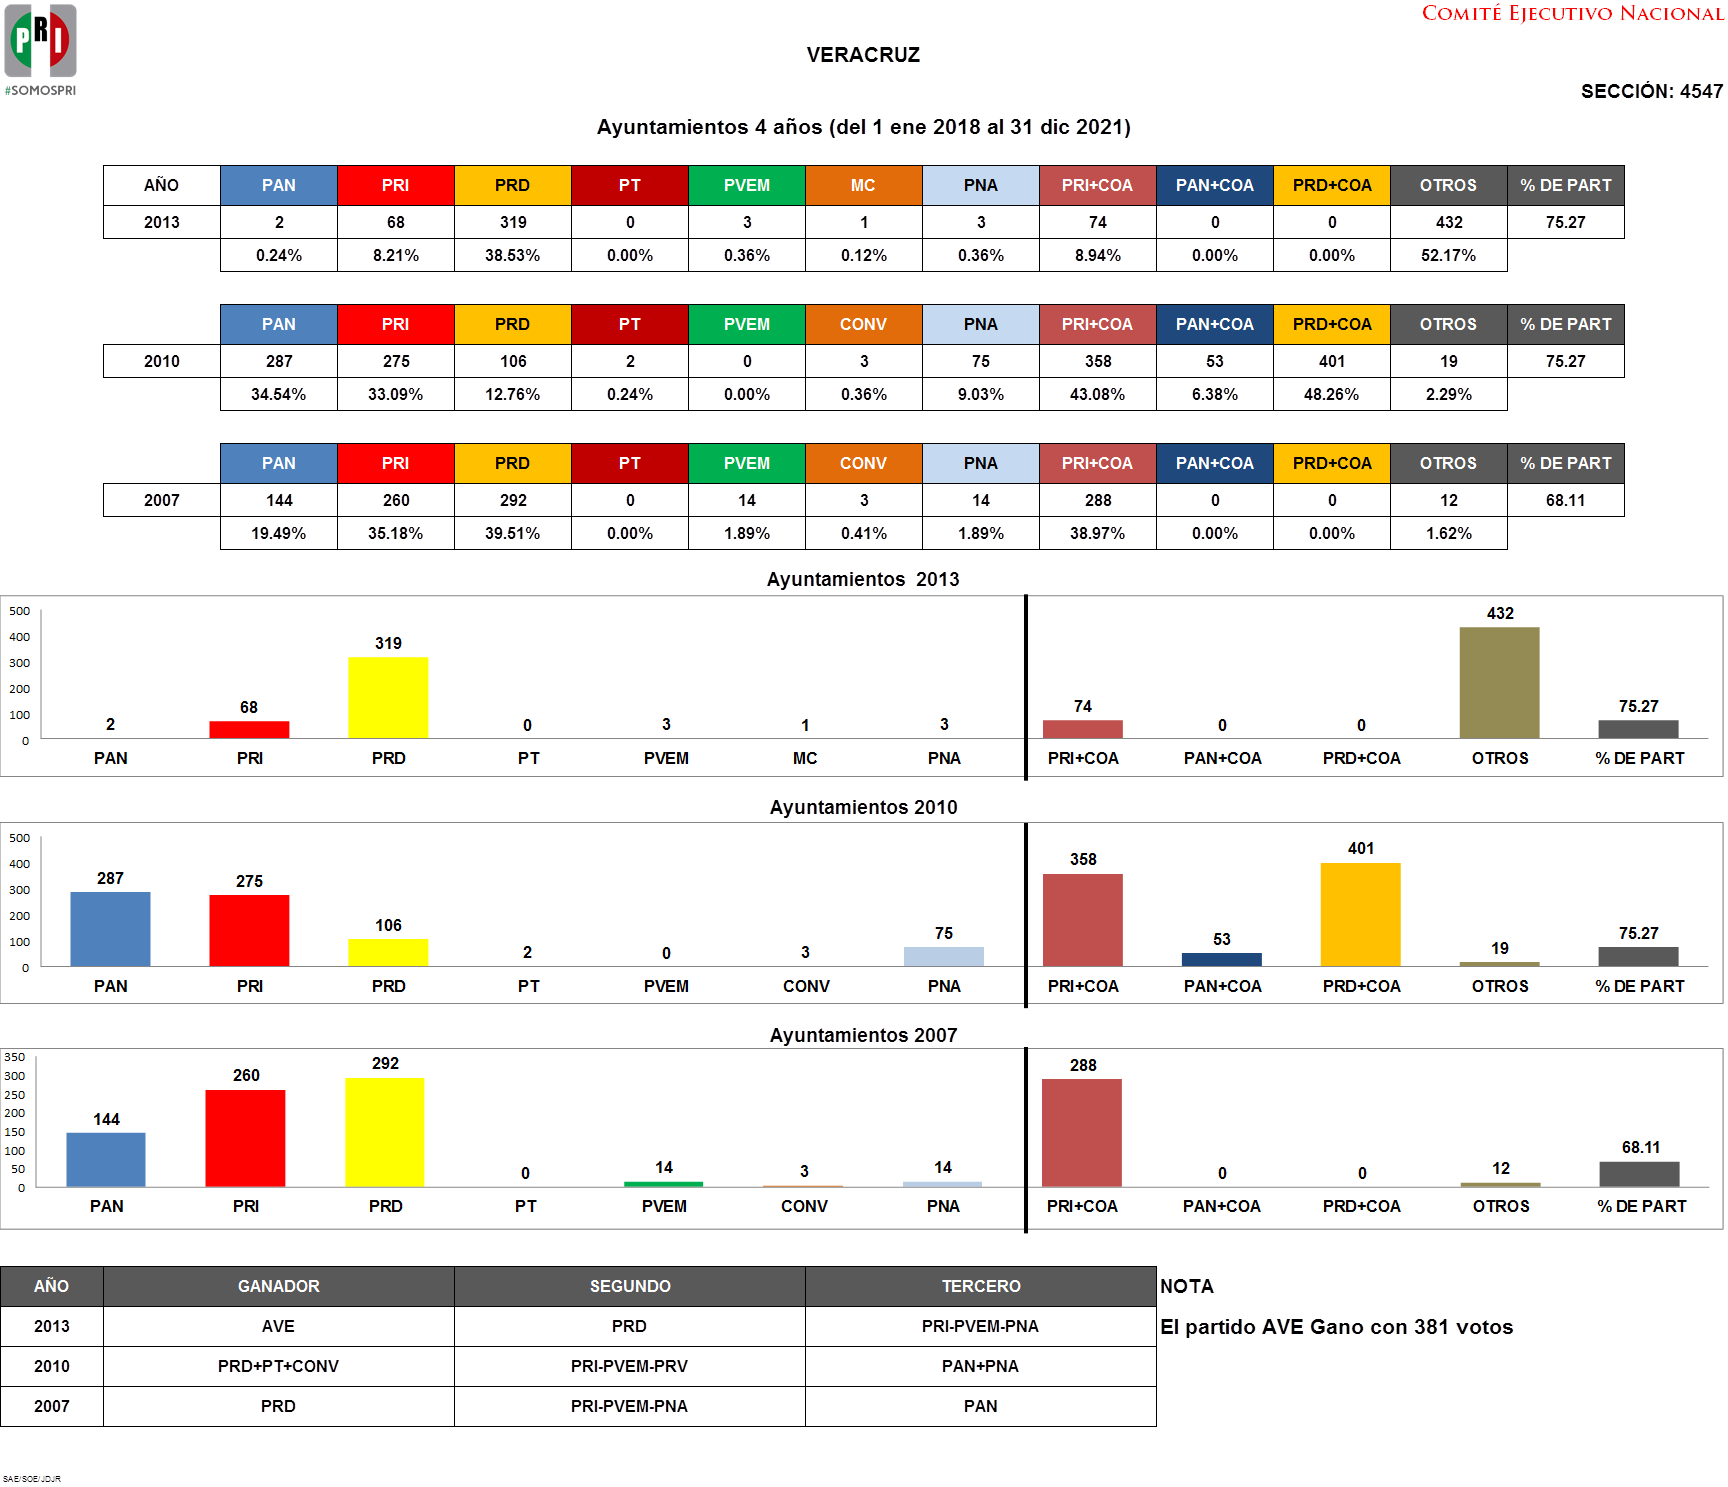 PRI
#SOMOSPRI
COMITÉ EJECUTIVO NACIONAL
VERACRUZ
SECCIÓN: 4547
Ayuntamientos 4 años (del 1 ene 2018 al 31 dic 2021)
AÑO PAN PRI PRD PT PVEM MC PNA PRI+COA PAN+COA PRD+COA OTROS % DE PART
2013 2 68 319 0 3 1 3 74 0 0 432 75.27
0.24% 8.21% 38.53% 0.00% 0.36% 0.12% 0.36% 8.94% 0.00% 0.00% 52.17%
PAN PRI PRD PT PVEM CONV PNA PRI+COA PAN+COA PRD+COA OTROS % DE PART
2010 287 275 106 2 0 3 75 358 53 401 19 75.27
34.54% 33.09% 12.76% 0.24% 0.00% 0.36% 9.03% 43.08% 6.38% 48.26% 2.29%
PAN PRI PRD PT PVEM CONV PNA PRI+COA PAN+COA PRD+COA OTROS % DE PART
2007 144 260 292 0 14 3 14 288 0 0 12 68.11
19.49% 35.18% 39.51% 0.00% 1.89% 0.41% 1.89% 38.97% 0.00% 0.00% 1.62%
Ayuntamientos 2013
500
400
300
200
100
0
2 68 319 0 3 1 3 74 0 0 432 75.27
PAN PRI PRD PT PVEM MC PNA PRI+COA PAN+COA PRD+COA OTROS % DE PART
Ayuntamientos 2010
500
400
300
200
100
0
287 275 106 2 0 3 75 358 53 401 19 75.27
PAN PRI PRD PT PVEM CONV PNA PRI+COA PAN+COA PRD+COA OTROS % DE PART
Ayuntamientos 2007
350
300
250
200
150
100
50
0
144 260 292 0 14 3 14 288 0 0 12 68.11
PAN PRI PRD PT PVEM CONV PNA PRI+COA PAN+COA PRD+COA OTROS % DE PART
AÑO GANADOR SEGUNDO TERCERO NOTA
2013 AVE PRD PRI-PVEM-PNA El partido AVE Gano con 381 votos
2010 PRD+PT+CONV PRI-PVEM-PRV PAN+PNA
2007 PRD PRI-PVEM-PNA PAN
SAE/SOE/JDJR